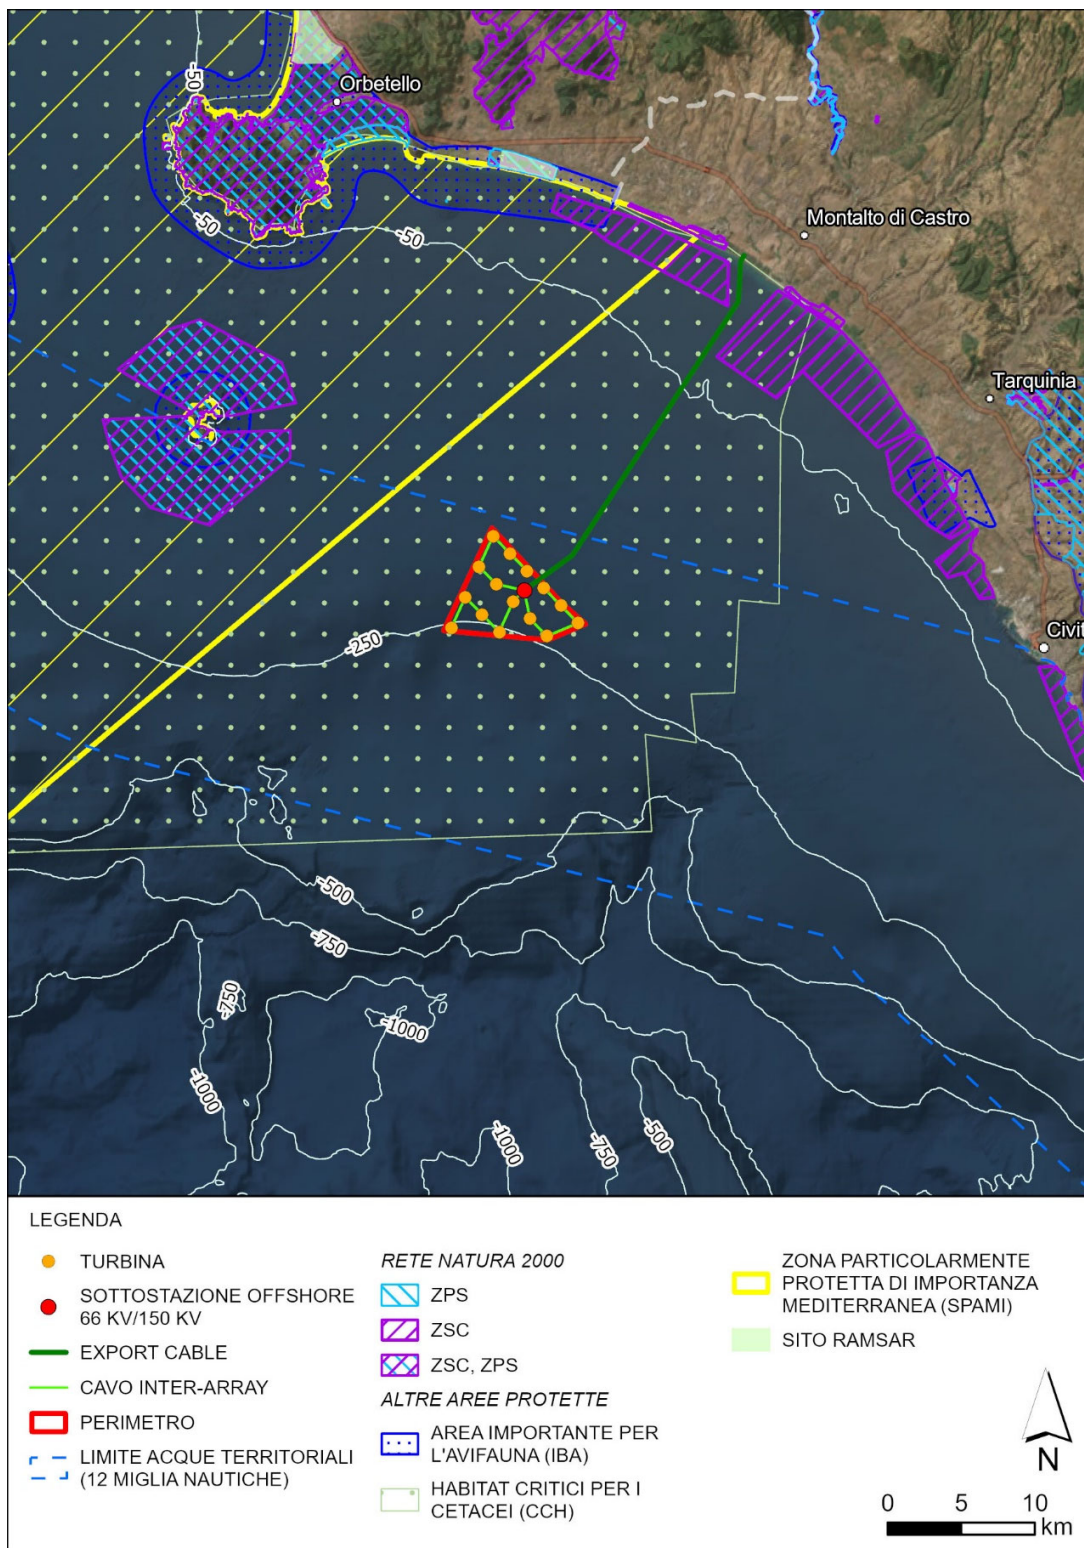 -50
Orbetello
-50
-50
Montalto di Castro
Tarquinia
Civit
-250
-500
-750
-750
-1000
-1000
-1000
-750
-500
LEGENDA
TURBINA
SOTTOSTAZIONE OFFSHORE
66 KV/150 KV
EXPORT CABLE
CAVO INTER-ARRAY
PERIMETRO
LIMITE ACQUE TERRITORIALI
(12 MIGLIA NAUTICHE)
RETE NATURA 2000
ZPS
ZSC
ZSC, ZPS
ALTRE AREE PROTETTE
AREA IMPORTANTE PER
L'AVIFAUNA (IBA)
HABITAT CRITICI PER I
CETACEI (CCH)
ZONA PARTICOLARMENTE
PROTETTA DI IMPORTANZA
MEDITERRANEA (SPAMI)
SITO RAMSAR
N
0 5 10
km